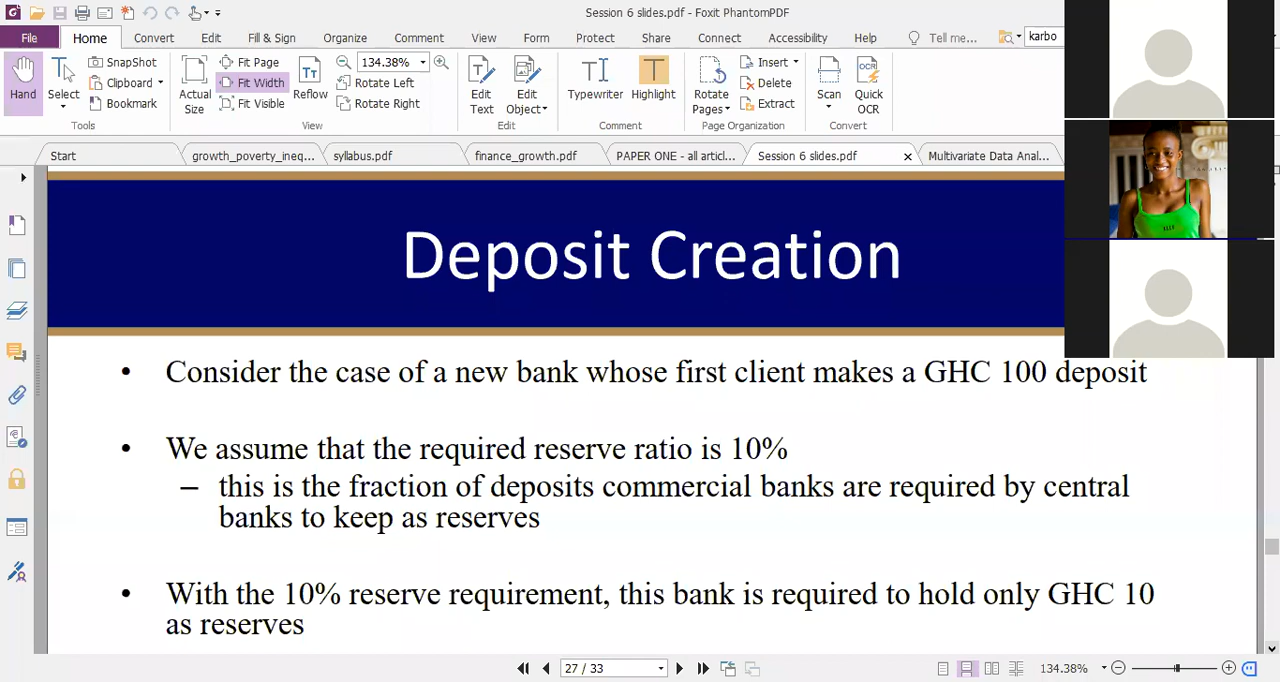 Session 6 slides.pdf - Foxit PhantomPDF
File Home Convert Edit Fill & Sign Organize Comment View Form Protect Share Connect Accessibility Help Tell me... karbo
Hand
Select
SnapShot
Clipboard
Bookmark
Tools
Actual
Size
Fit Page
Fit Width
Fit Visible
Reflow
134.38%
Rotate Left
Rotate Right
View
Edit
Text
Edit
Object
Edit
Typewriter
Highlight
Comment
Rotate
Pages
Insert
Delete
Extract
Page Organization
Scan
Quick
OCR
Convert
Start growth_poverty_ineq... syllabus.pdf finance_growth.pdf PAPER ONE - all articl... Session 6 slides.pdf Multivariate Data Anal...
Deposit Creation
• Consider the case of a new bank whose first client makes a GHC 100 deposit
• We assume that the required reserve ratio is 10%
– this is the fraction of deposits commercial banks are required by central
banks to keep as reserves
• With the 10% reserve requirement, this bank is required to hold only GHC 10
as reserves
27 / 33
134.38%